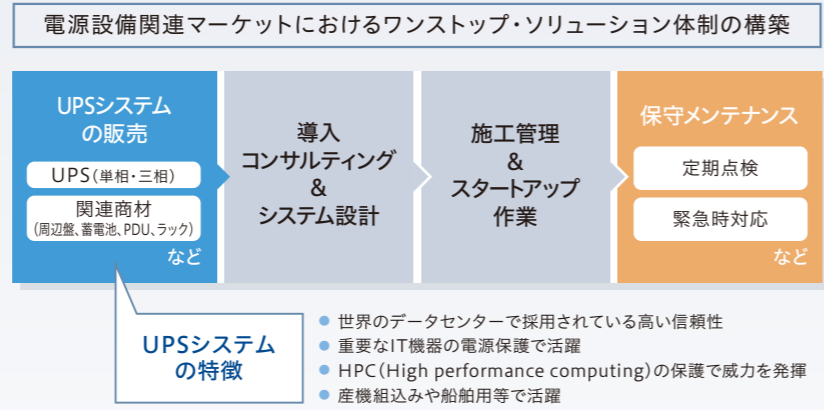 電源設備関連マーケットにおけるワンストップ・ソリューション体制の構築
UPSシステム
の販売
UPS(単相・三相)
関連商材
(周辺盤、蓄電池、PDU、ラック)
など
導入
コンサルティング
&
システム設計
施工管理
&
スタートアップ
作業
保守メンテナンス
定期点検
緊急時対応
など
UPSシステム
の特徴
● 世界のデータセンターで採用されている高い信頼性
● 重要なIT機器の電源保護で活躍
● HPC(High performance computing)の保護で威力を発揮
● 産機組込みや船舶用等で活躍